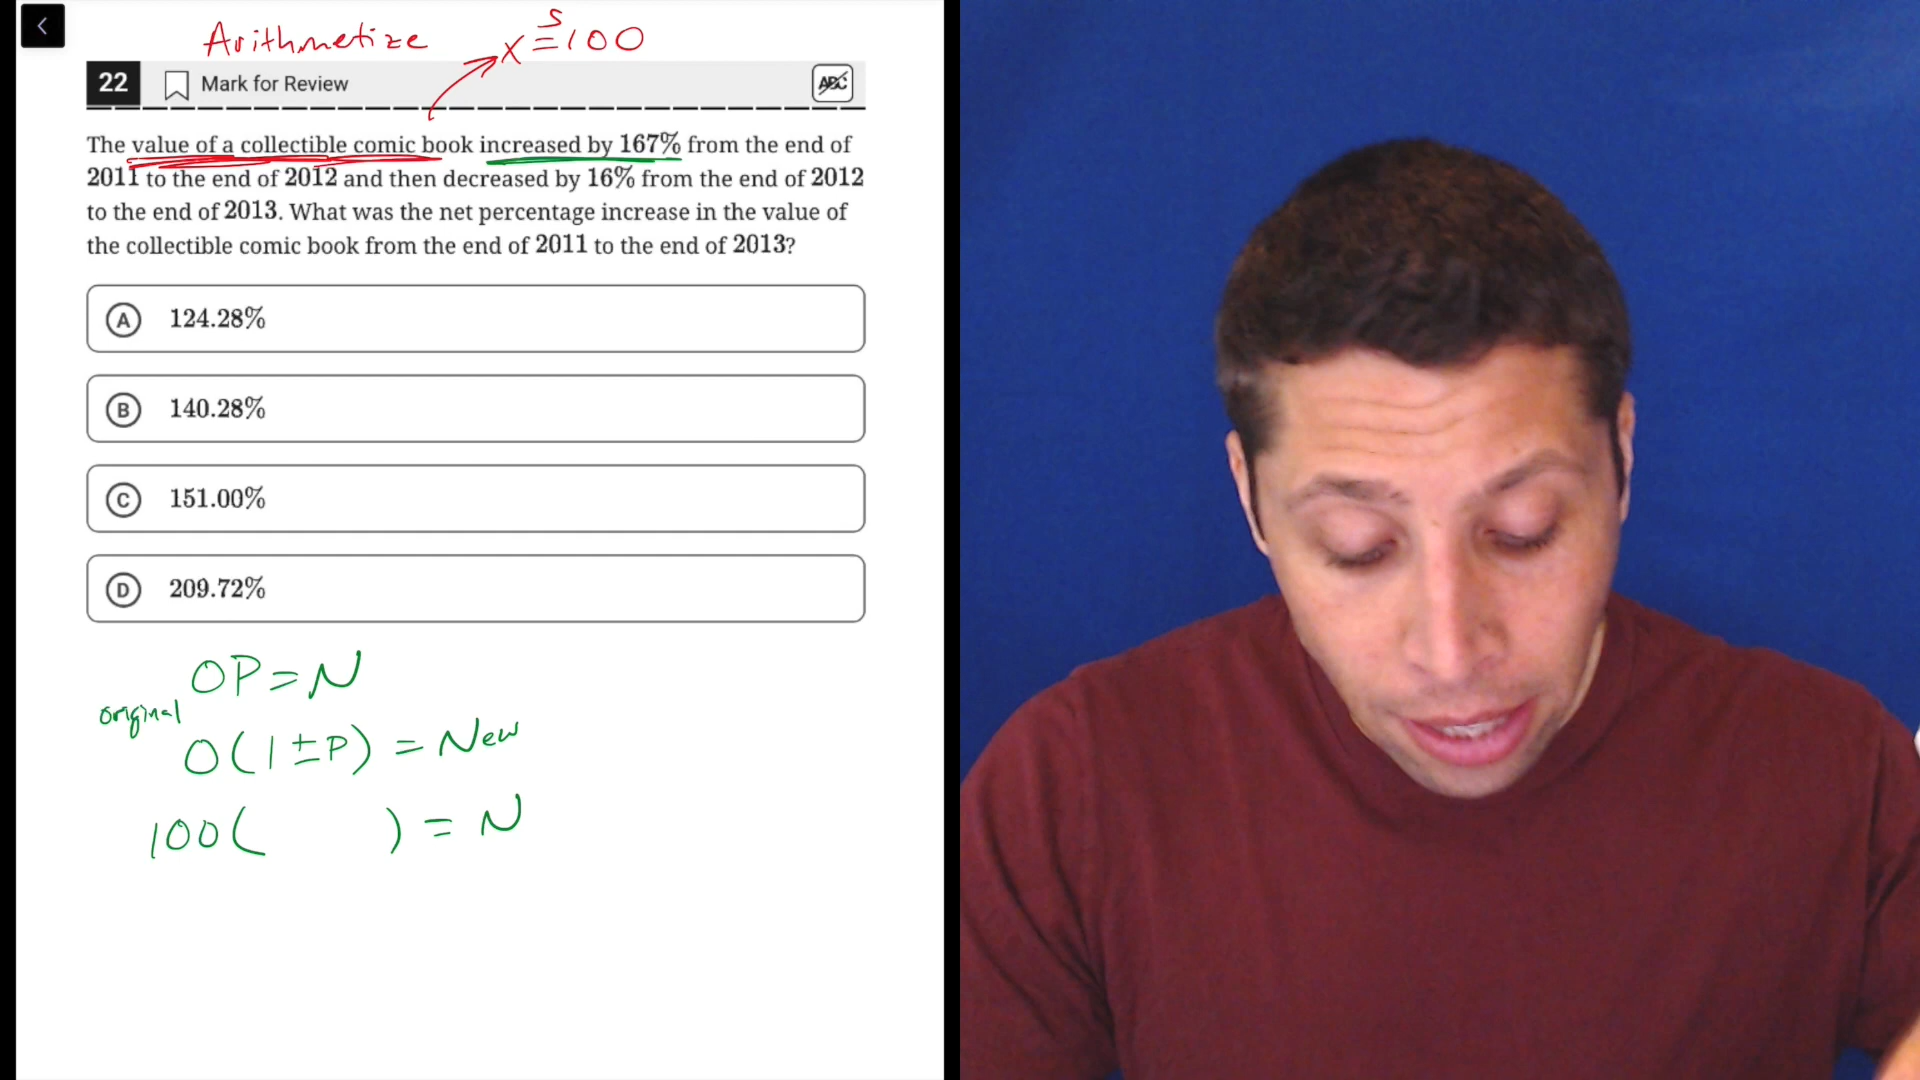 Arithmetize
x = 100
S
22 Mark for Review ABC
The value of a collectible comic book increased by 167% from the end of
2011 to the end of 2012 and then decreased by 16% from the end of 2012
to the end of 2013. What was the net percentage increase in the value of
the collectible comic book from the end of 2011 to the end of 2013?
A 124.28%
B 140.28%
C 151.00%
D 209.72%
OP = N
original
O(1 ± P) = New
100( ) = N